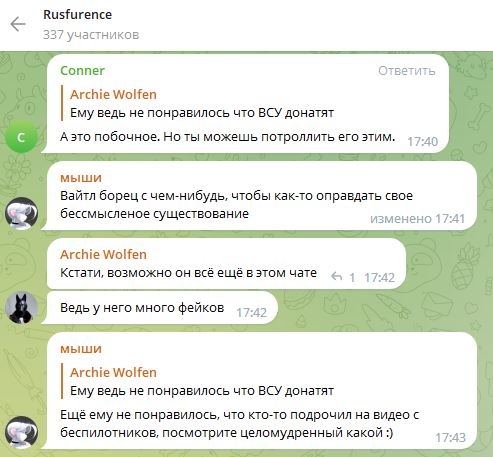 Rusfurence
337 участников
Conner
Ответить
Archie Wolfen
Ему ведь не понравилось что ВСУ донатят
А это побочное. Но ты можешь потроллить его этим.
17:40
C
мыши
Вайтл борец с чем-нибудь, чтобы как-то оправдать свое
бессмысленое существование
изменено 17:41
Archie Wolfen
Кстати, возможно он всё ещё в этом чате
1 17:42
Ведь у него много фейков
17:42
мыши
Archie Wolfen
Ему ведь не понравилось что ВСУ донатят
Ещё ему не понравилось, что кто-то подрочил на видео с
беспилотников, посмотрите целомудренный какой :)
17:43